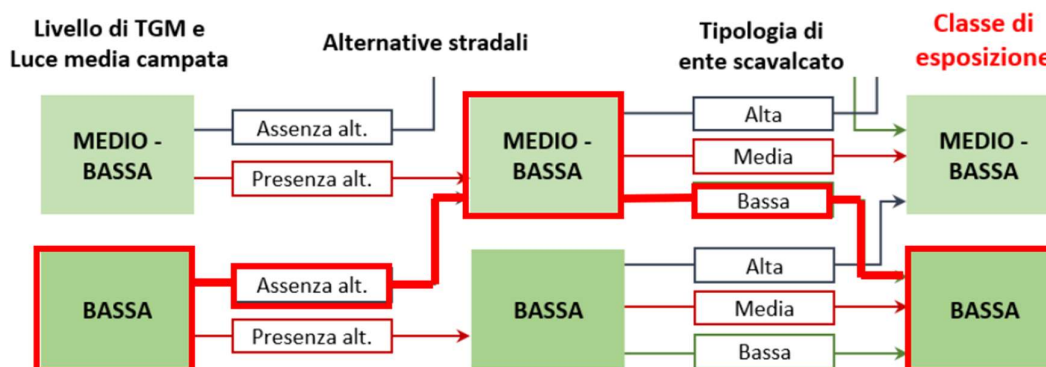 Livello di TGM e
Luce media campata
Alternative stradali
Tipologia di
ente scavalcato
Classe di
esposizione
MEDIO -
BASSA
Assenza alt.
Presenza alt.
MEDIO -
BASSA
Alta
Media
Bassa
MEDIO -
BASSA
BASSA
Assenza alt.
Presenza alt.
BASSA
Alta
Media
Bassa
BASSA